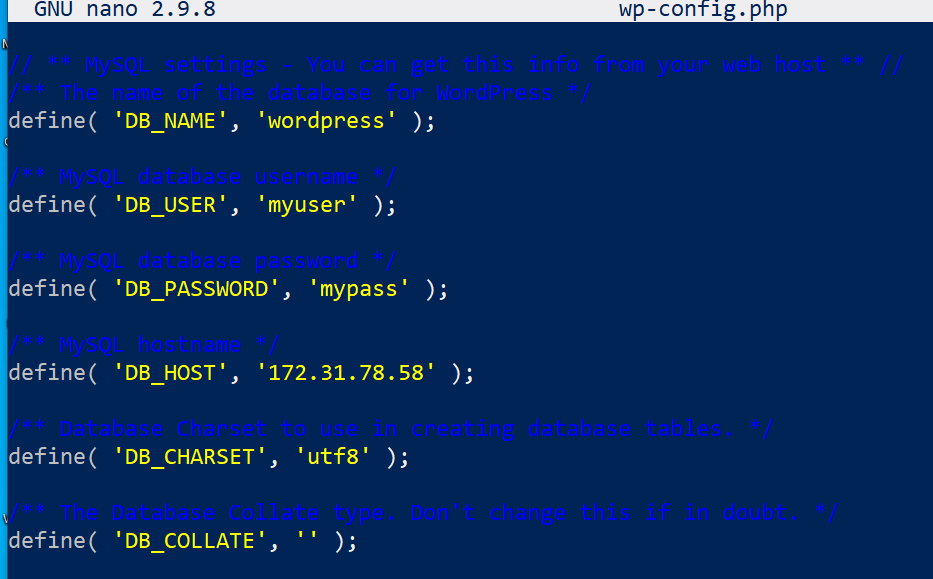 GNU nano 2.9.8 wp-config.php
// ** MySQL settings - You can get this info from your web host ** //
/** The name of the database for WordPress */
define( 'DB_NAME', 'wordpress' );
/** MySQL database username */
define( 'DB_USER', 'myuser' );
/** MySQL database password */
define( 'DB_PASSWORD', 'mypass' );
/** MySQL hostname */
define( 'DB_HOST', '172.31.78.58' );
/** Database Charset to use in creating database tables. */
define( 'DB_CHARSET', 'utf8' );
/** The Database Collate type. Don't change this if in doubt. */
define( 'DB_COLLATE', '' );